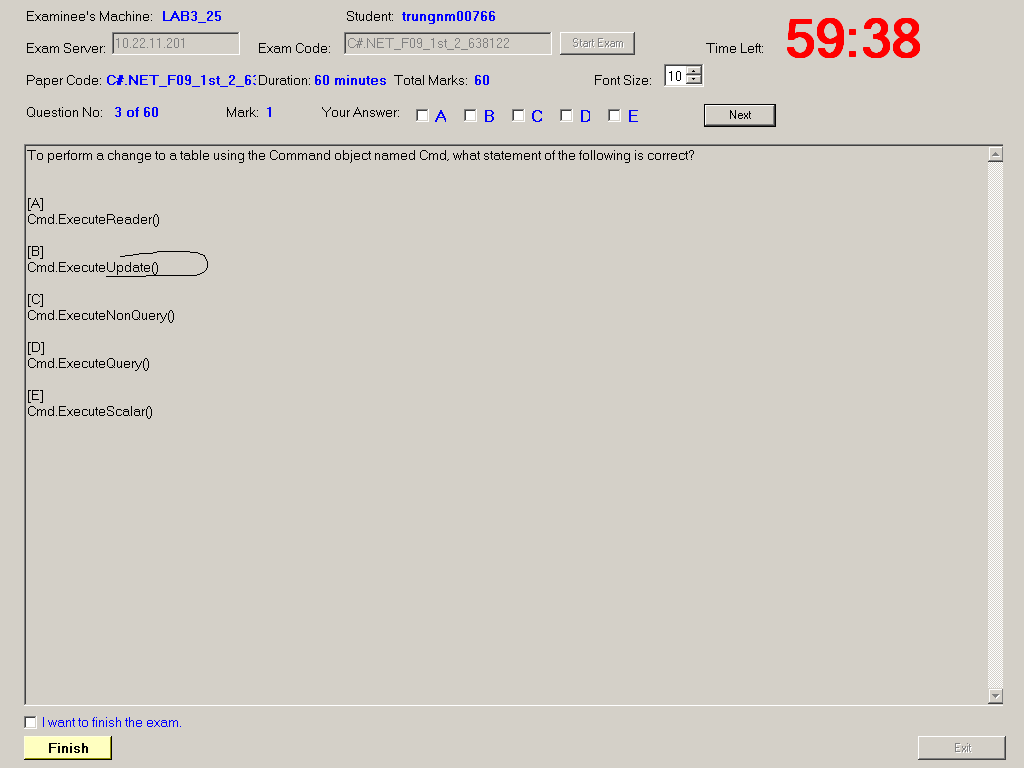 Examinee's Machine: LAB3_25 Student: trungnm00766
59:38
Exam Server: 10.22.11.201 Exam Code: C#.NET_F09_1st_2_638122 Start Exam Time Left:
Paper Code: C#.NET_F09_1st_2_63 Duration: 60 minutes Total Marks: 60 Font Size: 10
Question No: 3 of 60 Mark: 1 Your Answer: A B C D E Next
To perform a change to a table using the Command object named Cmd, what statement of the following is correct?
[A]
Cmd.ExecuteReader()
[B]
Cmd.ExecuteUpdate()
[C]
Cmd.ExecuteNonQuery()
[D]
Cmd.ExecuteQuery()
[E]
Cmd.ExecuteScalar()
I want to finish the exam.
Finish Exit